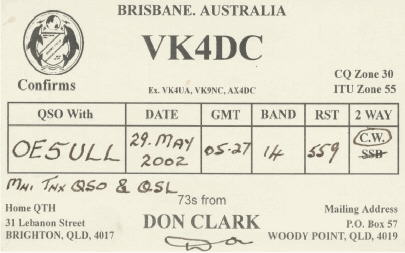 BRISBANE. AUSTRALIA
VK4DC
Confirms
Ex. VK4UA, VK9NC, AX4DC
CQ Zone 30
ITU Zone 55
QSO With DATE GMT BAND RST 2 WAY
OE5ULL 29. MAY 2002 05-27 14 559 C.W. SSB
MNI TNX QSO & QSL
73s from
Home QTH
31 Lebanon Street
BRIGHTON, QLD, 4017
DON CLARK
Don
Mailing Address
P.O. Box 57
WOODY POINT, QLD, 4019